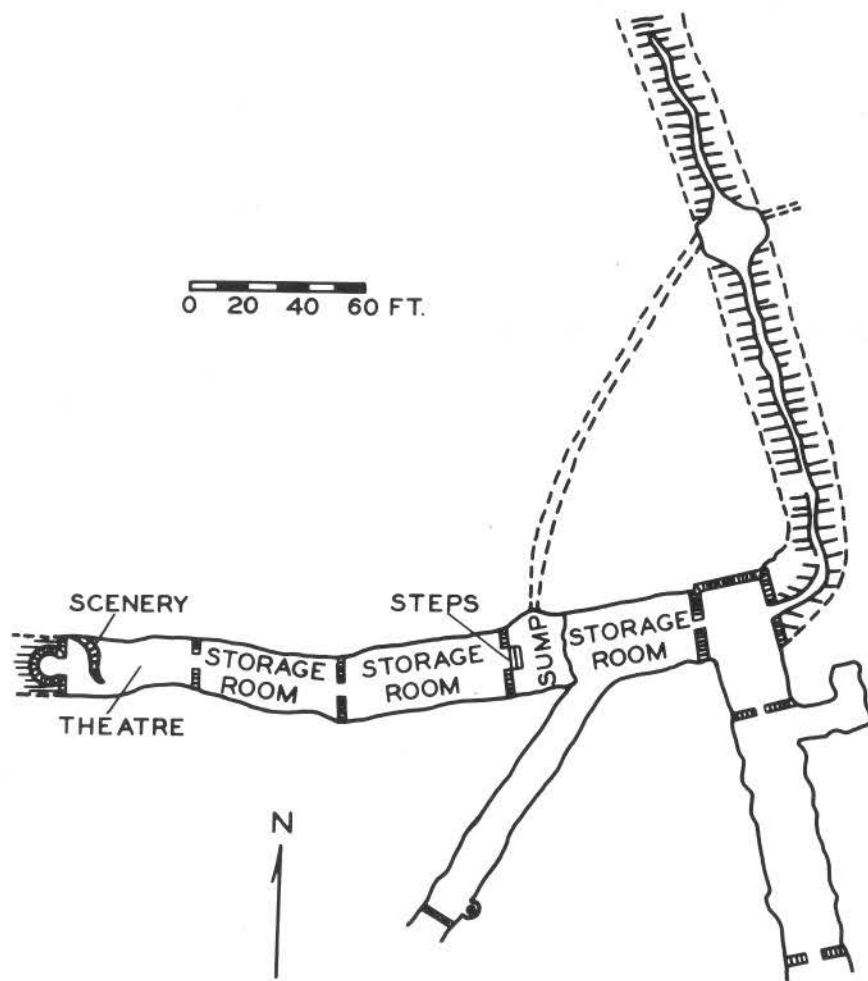 0 20 40 60 FT.
SCENERY
STEPS
SUMP
STORAGE
ROOM
STORAGE
ROOM
STORAGE
ROOM
THEATRE
N